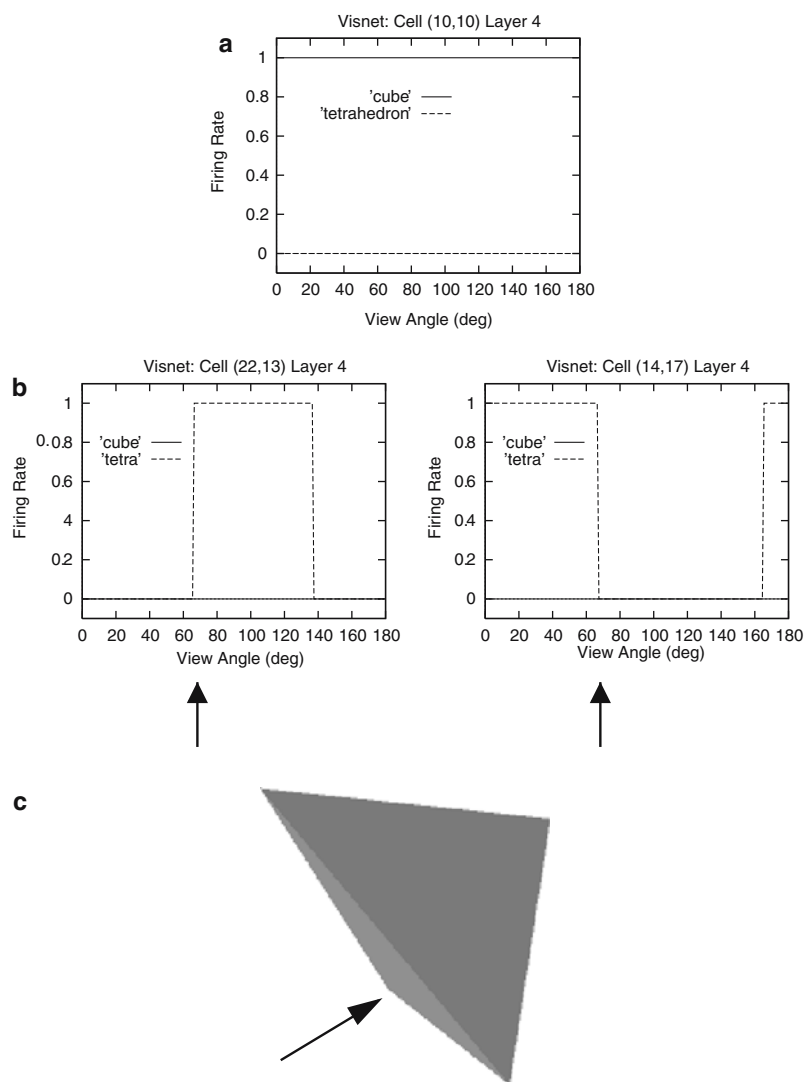 Visnet: Cell (10,10) Layer 4
a
1
0.8
0.6
0.4
0.2
0
Firing Rate
'cube'
'tetrahedron'
0 20 40 60 80 100 120 140 160 180
View Angle (deg)
b
Visnet: Cell (22,13) Layer 4
1
0.0.8
0.6
4
0.2
0
Firing Rate
'cube'
'tetra'
0 20 40 60 80 100 120 140 160 180
View Angle (deg)
Visnet: Cell (14,17) Layer 4
1
0.8
0.6
0.4
0.2
0
Firing Rate
'cube'
'tetra'
0 20 40 60 80 100 120 140 160 180
View Angle (deg)
c